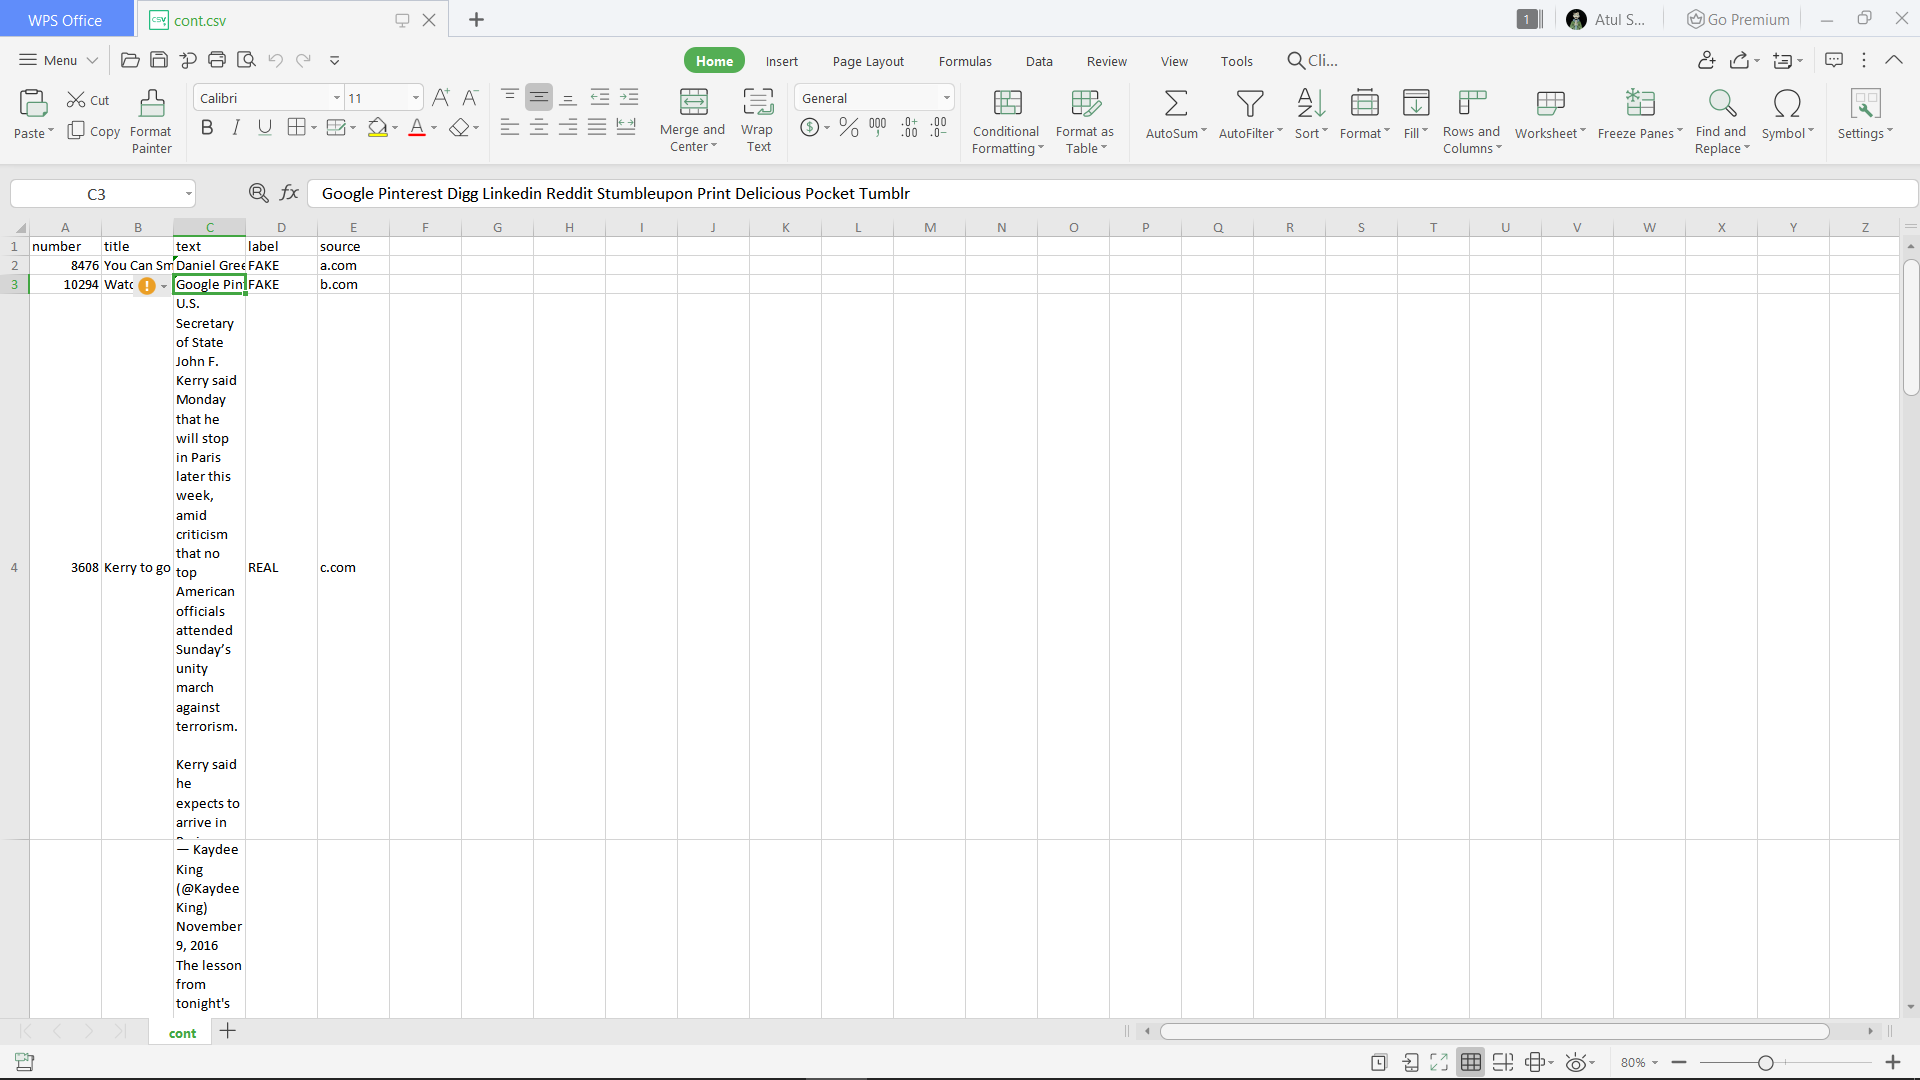 WPS Office
cont.csv
1
Atul S...
Go Premium
Menu
Home
Insert
Page Layout
Formulas
Data
Review
View
Tools
Cli...
Paste
Cut
Copy
Format
Painter
Calibri
11
Merge and
Center
Wrap
Text
General
Conditional
Formatting
Format as
Table
AutoSum
AutoFilter
Sort
Format
Fill
Rows and
Columns
Worksheet
Freeze Panes
Find and
Replace
Symbol
Settings
C3
fx
Google Pinterest Digg Linkedin Reddit Stumbleupon Print Delicious Pocket Tumblr
A B C D E F G H I J K L M N O P Q R S T U V W X Y Z
1 number title text label source
2 8476 You Can Sm Daniel Gree FAKE a.com
3 10294 Watc Google Pin FAKE b.com
U.S.
Secretary
of State
John F.
Kerry said
Monday
that he
will stop
in Paris
later this
week,
amid
criticism
that no
4 3608 Kerry to go top REAL c.com
American
officials
attended
Sunday’s
unity
march
against
terrorism.
Kerry said
he
expects to
arrive in
— Kaydee
King
(@Kaydee
King)
November
9, 2016
The lesson
from
tonight's
cont
80%